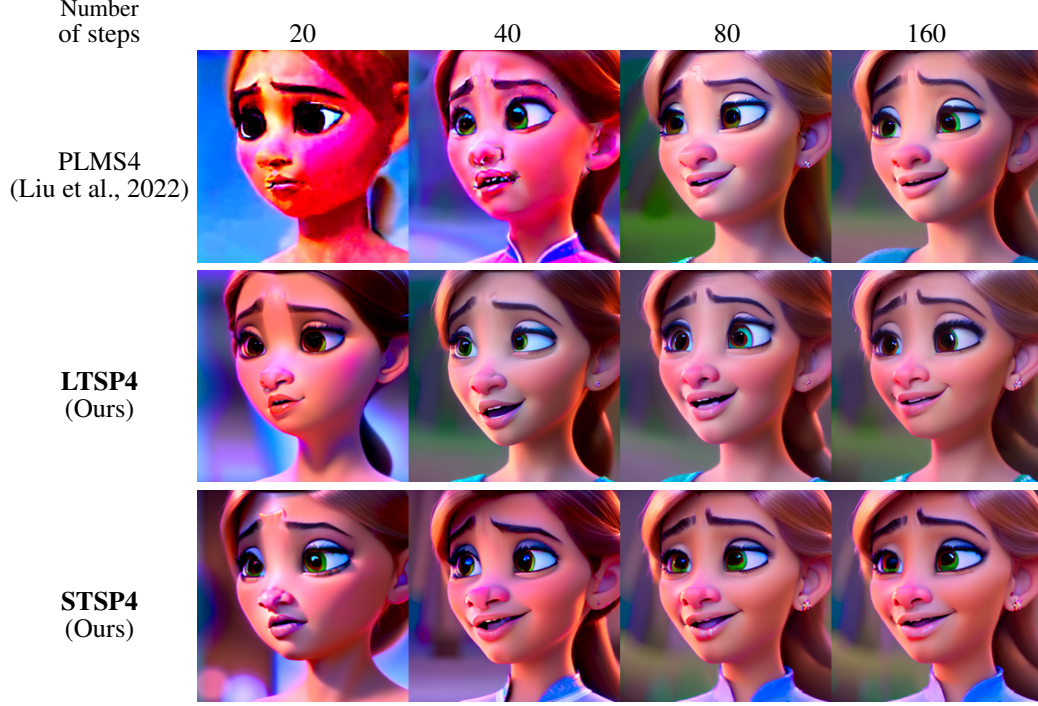 Number
of steps
20
40
80
160
PLMS4
(Liu et al., 2022)
LTSP4
(Ours)
STSP4
(Ours)